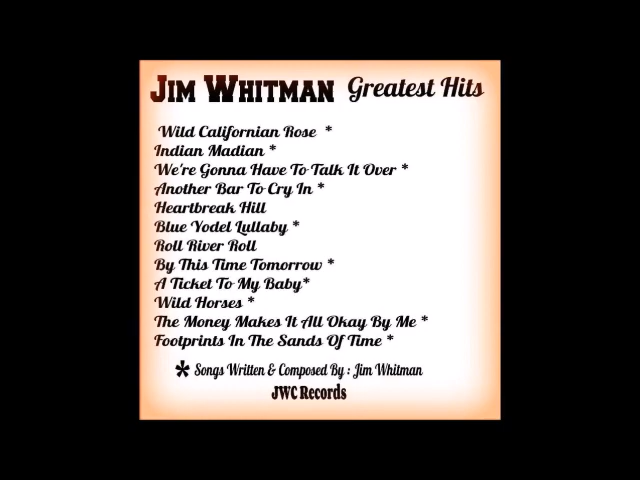 Jim Whitman Greatest Hits
Wild Californian Rose *
Indian Madian *
We're Gonna Have To Talk It Over *
Another Bar To Cry In *
Heartbreak Hill
Blue Yodel Lullaby *
Roll River Roll
By This Time Tomorrow *
A Ticket To My Baby*
Wild Horses *
The Money Makes It All Okay By Me *
Footprints In The Sands Of Time *
* Songs Written & Composed By : Jim Whitman
JWC Records